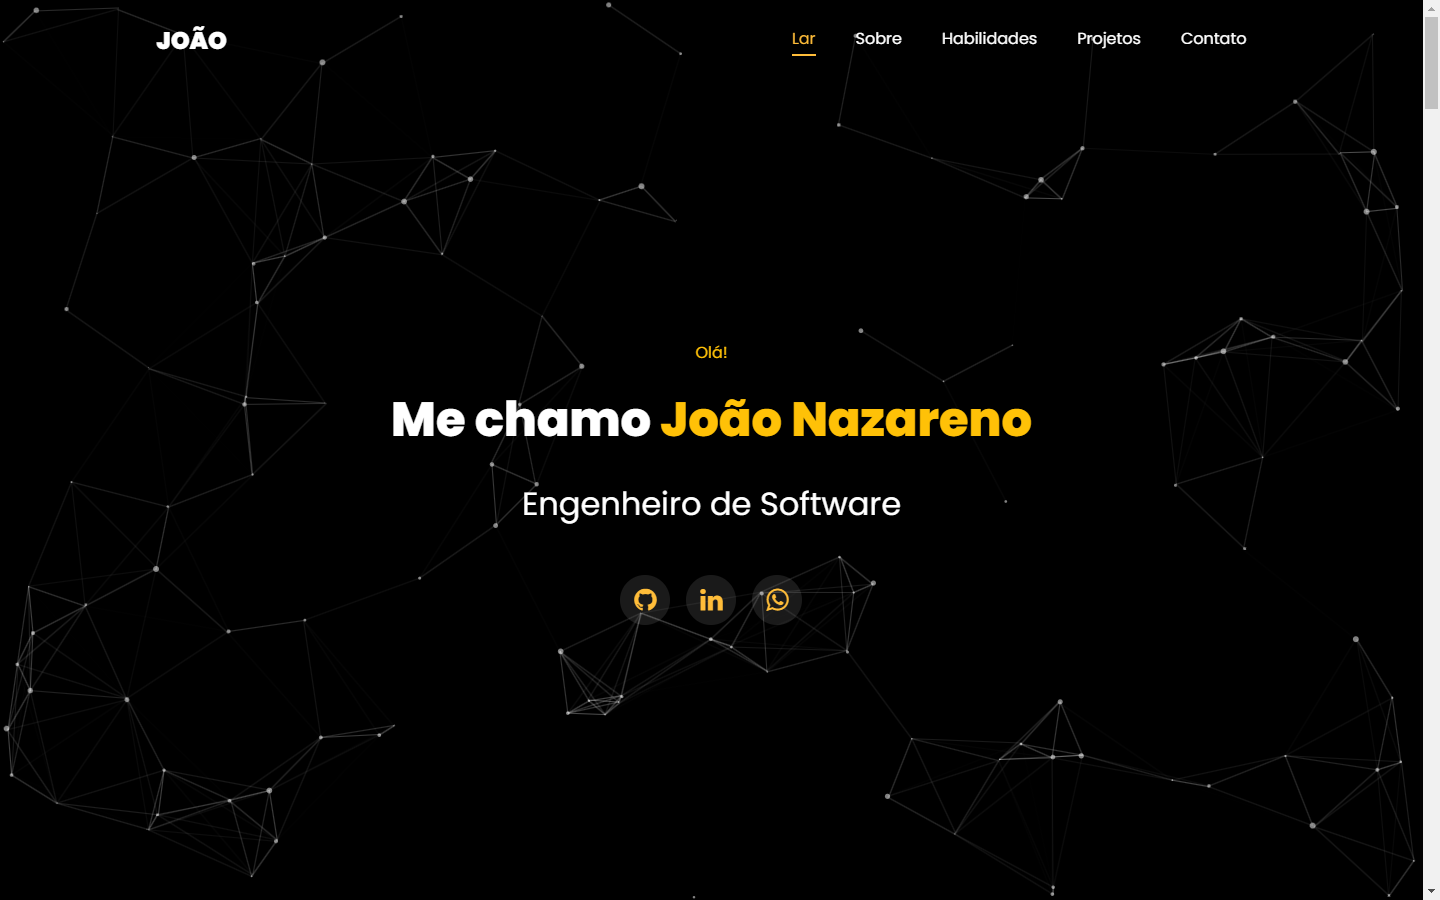 JOÃO
Lar Sobre Habilidades Projetos Contato
Olá!
Me chamo João Nazareno
Engenheiro de Software
in